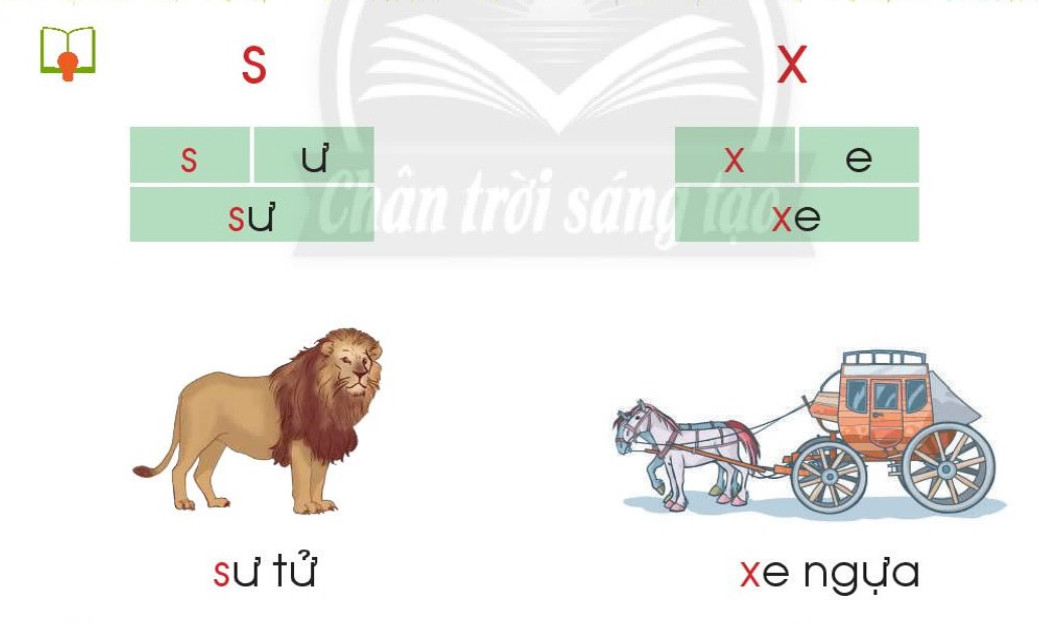 s x
s ư x e
sư xe
Chân trời sáng tạo
sư tử xe ngựa